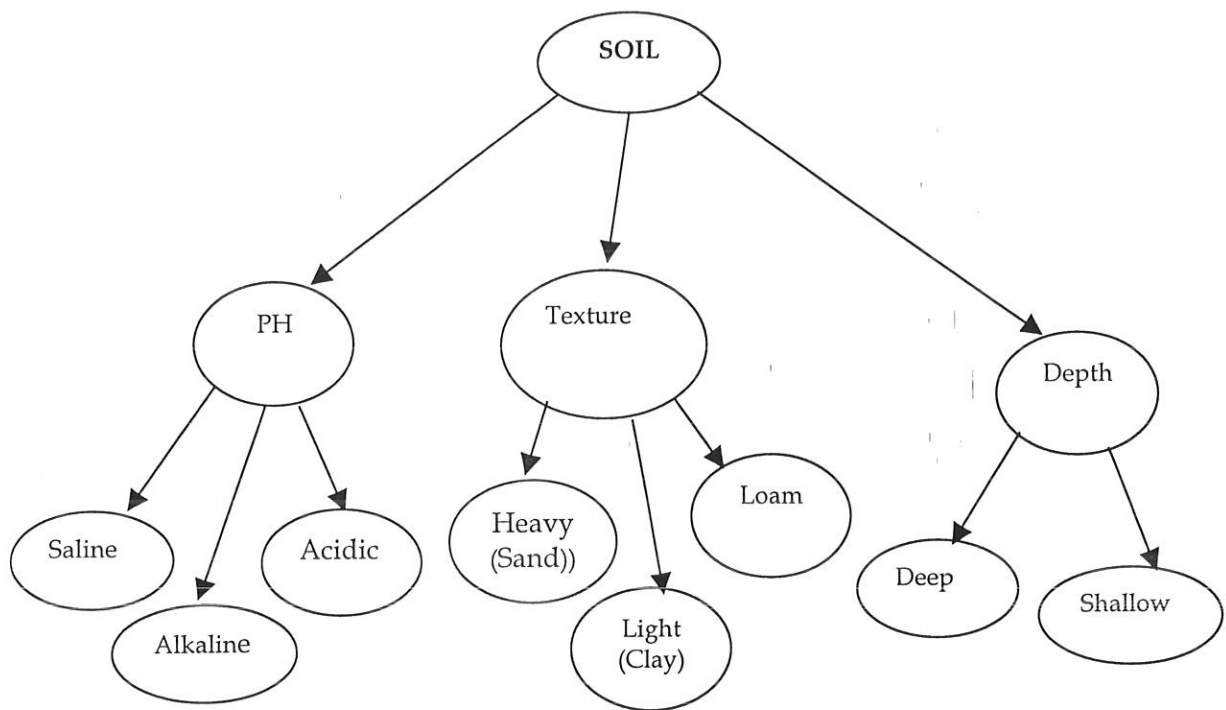 SOIL
PH
Texture
Depth
Saline
Alkaline
Acidic
Heavy
(Sand))
Light
(Clay)
Loam
Deep
Shallow